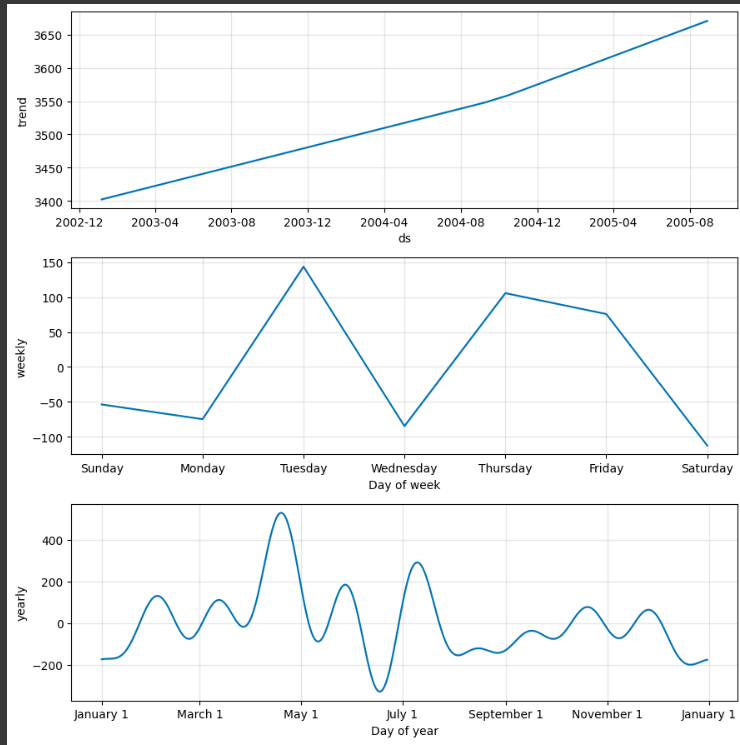 3650
3600
3550
3500
3450
3400
trend
2002-12 2003-04 2003-08 2003-12 2004-04 2004-08 2004-12 2005-04 2005-08
ds
150
100
50
0
−50
−100
weekly
Sunday Monday Tuesday Wednesday Thursday Friday Saturday
Day of week
400
200
0
−200
yearly
January 1 March 1 May 1 July 1 September 1 November 1 January 1
Day of year